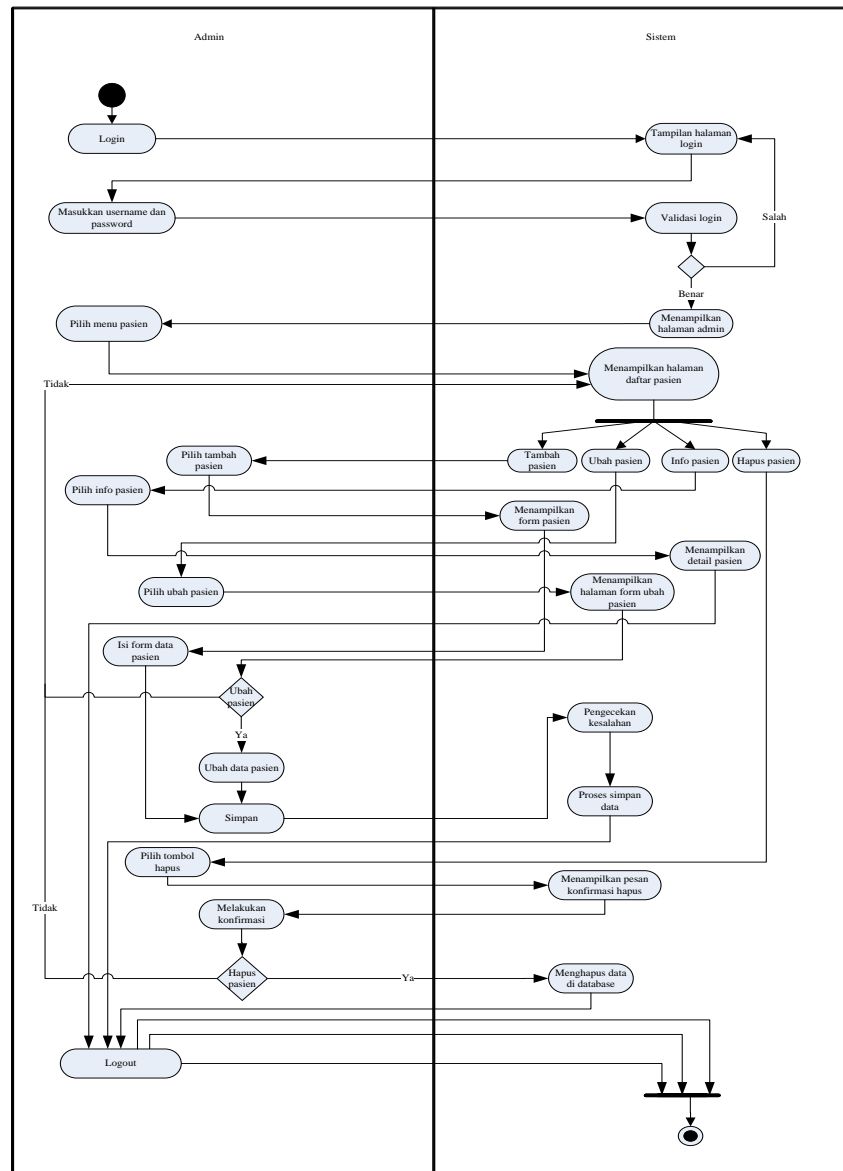 Admin
Sistem
Login
Tampilan halaman
login
Masukkan username dan
password
Validasi login
Salah
Benar
Pilih menu pasien
Menampilkan
halaman admin
Menampilkan halaman
daftar pasien
Tidak
Pilih tambah
pasien
Tambah
pasien
Ubah pasien
Info pasien
Hapus pasien
Pilih info pasien
Menampilkan
form pasien
Menampilkan
detail pasien
Pilih ubah pasien
Menampilkan
halaman form ubah
pasien
Isi form data
pasien
Ubah
pasien
Ya
Pengecekan
kesalahan
Ubah data pasien
Simpan
Proses simpan
data
Pilih tombol
hapus
Menampilkan pesan
konfirmasi hapus
Tidak
Melakukan
konfirmasi
Hapus
pasien
Ya
Menghapus data
di database
Logout